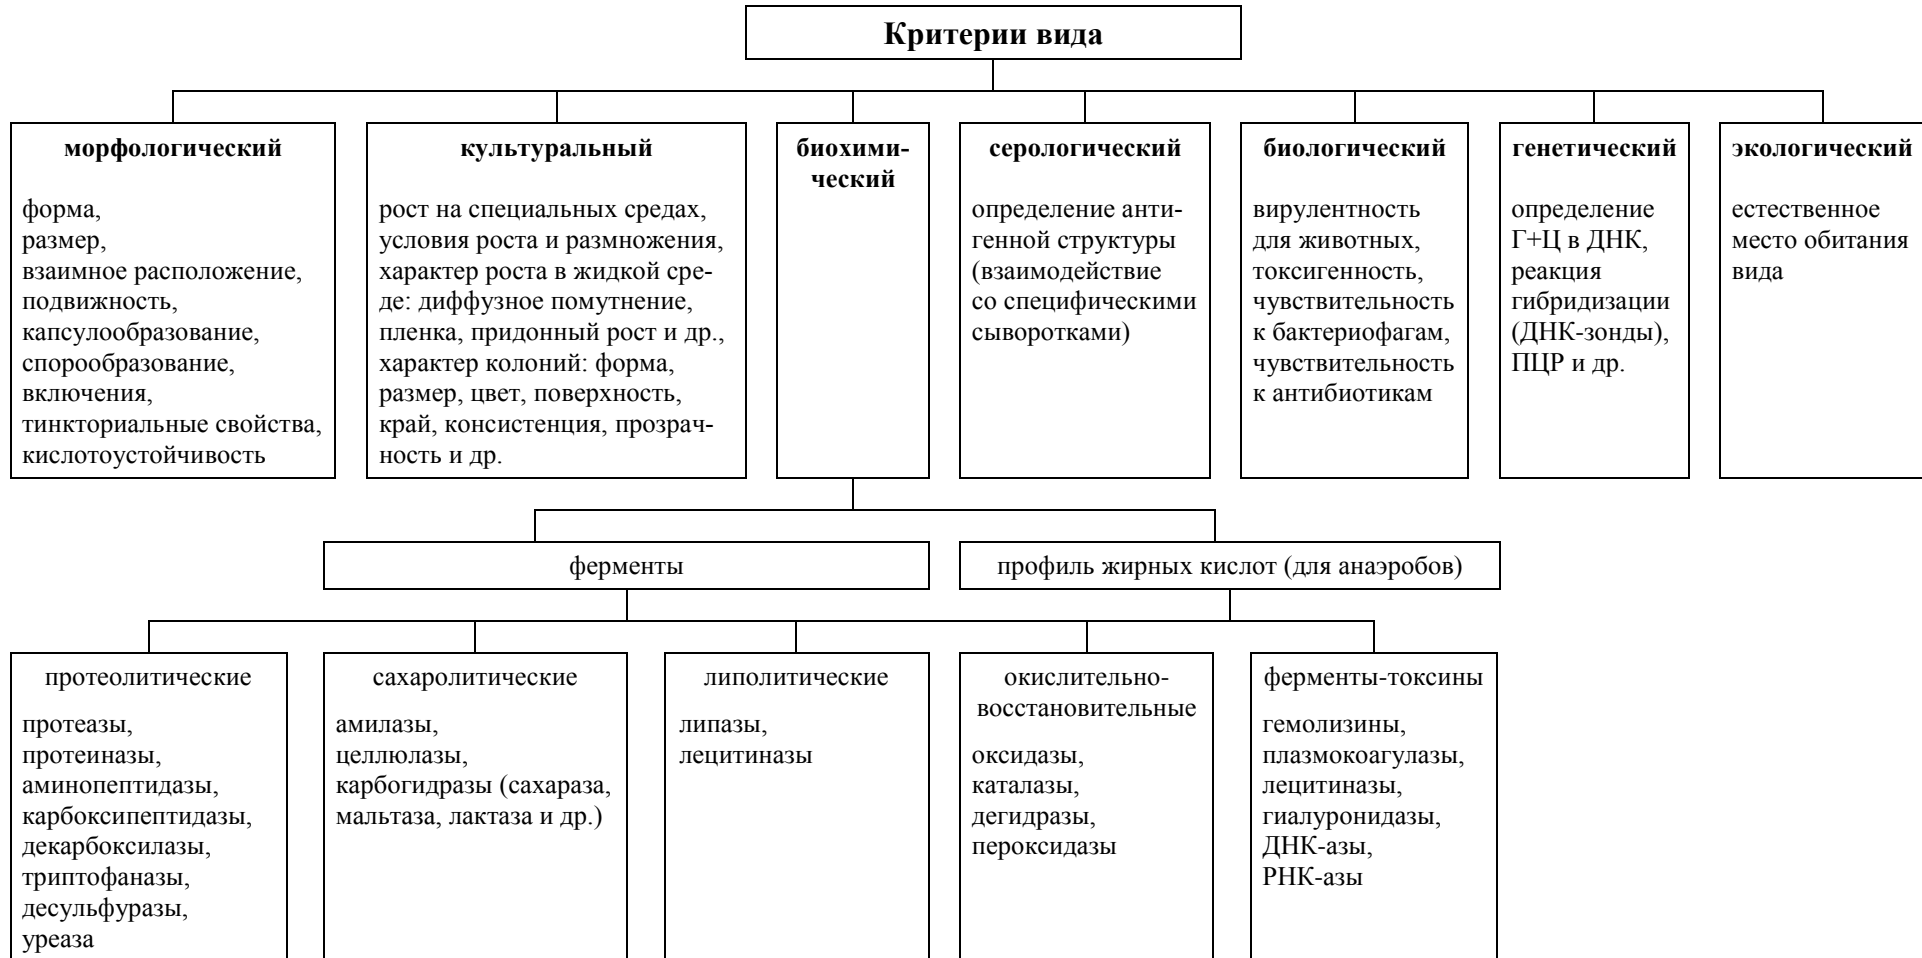 Критерии вида
морфологический
форма,
размер,
взаимное расположение,
подвижность,
капсулообразование,
спорообразование,
включения,
тинкториальные свойства,
кислотоустойчивость
культуральный
рост на специальных средах,
условия роста и размножения,
характер роста в жидкой сре-
де: диффузное помутнение,
пленка, придонный рост и др.,
характер колоний: форма,
размер, цвет, поверхность,
край, консистенция, прозрач-
ность и др.
биохими-
ческий
серологический
определение анти-
генной структуры
(взаимодействие
со специфическими
сыворотками)
биологический
вирулентность
для животных,
токсигенность,
чувствительность
к бактериофагам,
чувствительность
к антибиотикам
генетический
определение
Г+Ц в ДНК,
реакция
гибридизации
(ДНК-зонды),
ПЦР и др.
экологический
естественное
место обитания
вида
ферменты
профиль жирных кислот (для анаэробов)
протеолитические
протеазы,
протеиназы,
аминопептидазы,
карбоксипептидазы,
декарбоксилазы,
триптофаназы,
десульфуразы,
уреаза
сахаролитические
амилазы,
целлюлазы,
карбогидразы (сахараза,
мальтаза, лактаза и др.)
липолитические
липазы,
лецитиназы
окислительно-
восстановительные
оксидазы,
каталазы,
дегидразы,
пероксидазы
ферменты-токсины
гемолизины,
плазмокоагулазы,
лецитиназы,
гиалуронидазы,
ДНК-азы,
РНК-азы